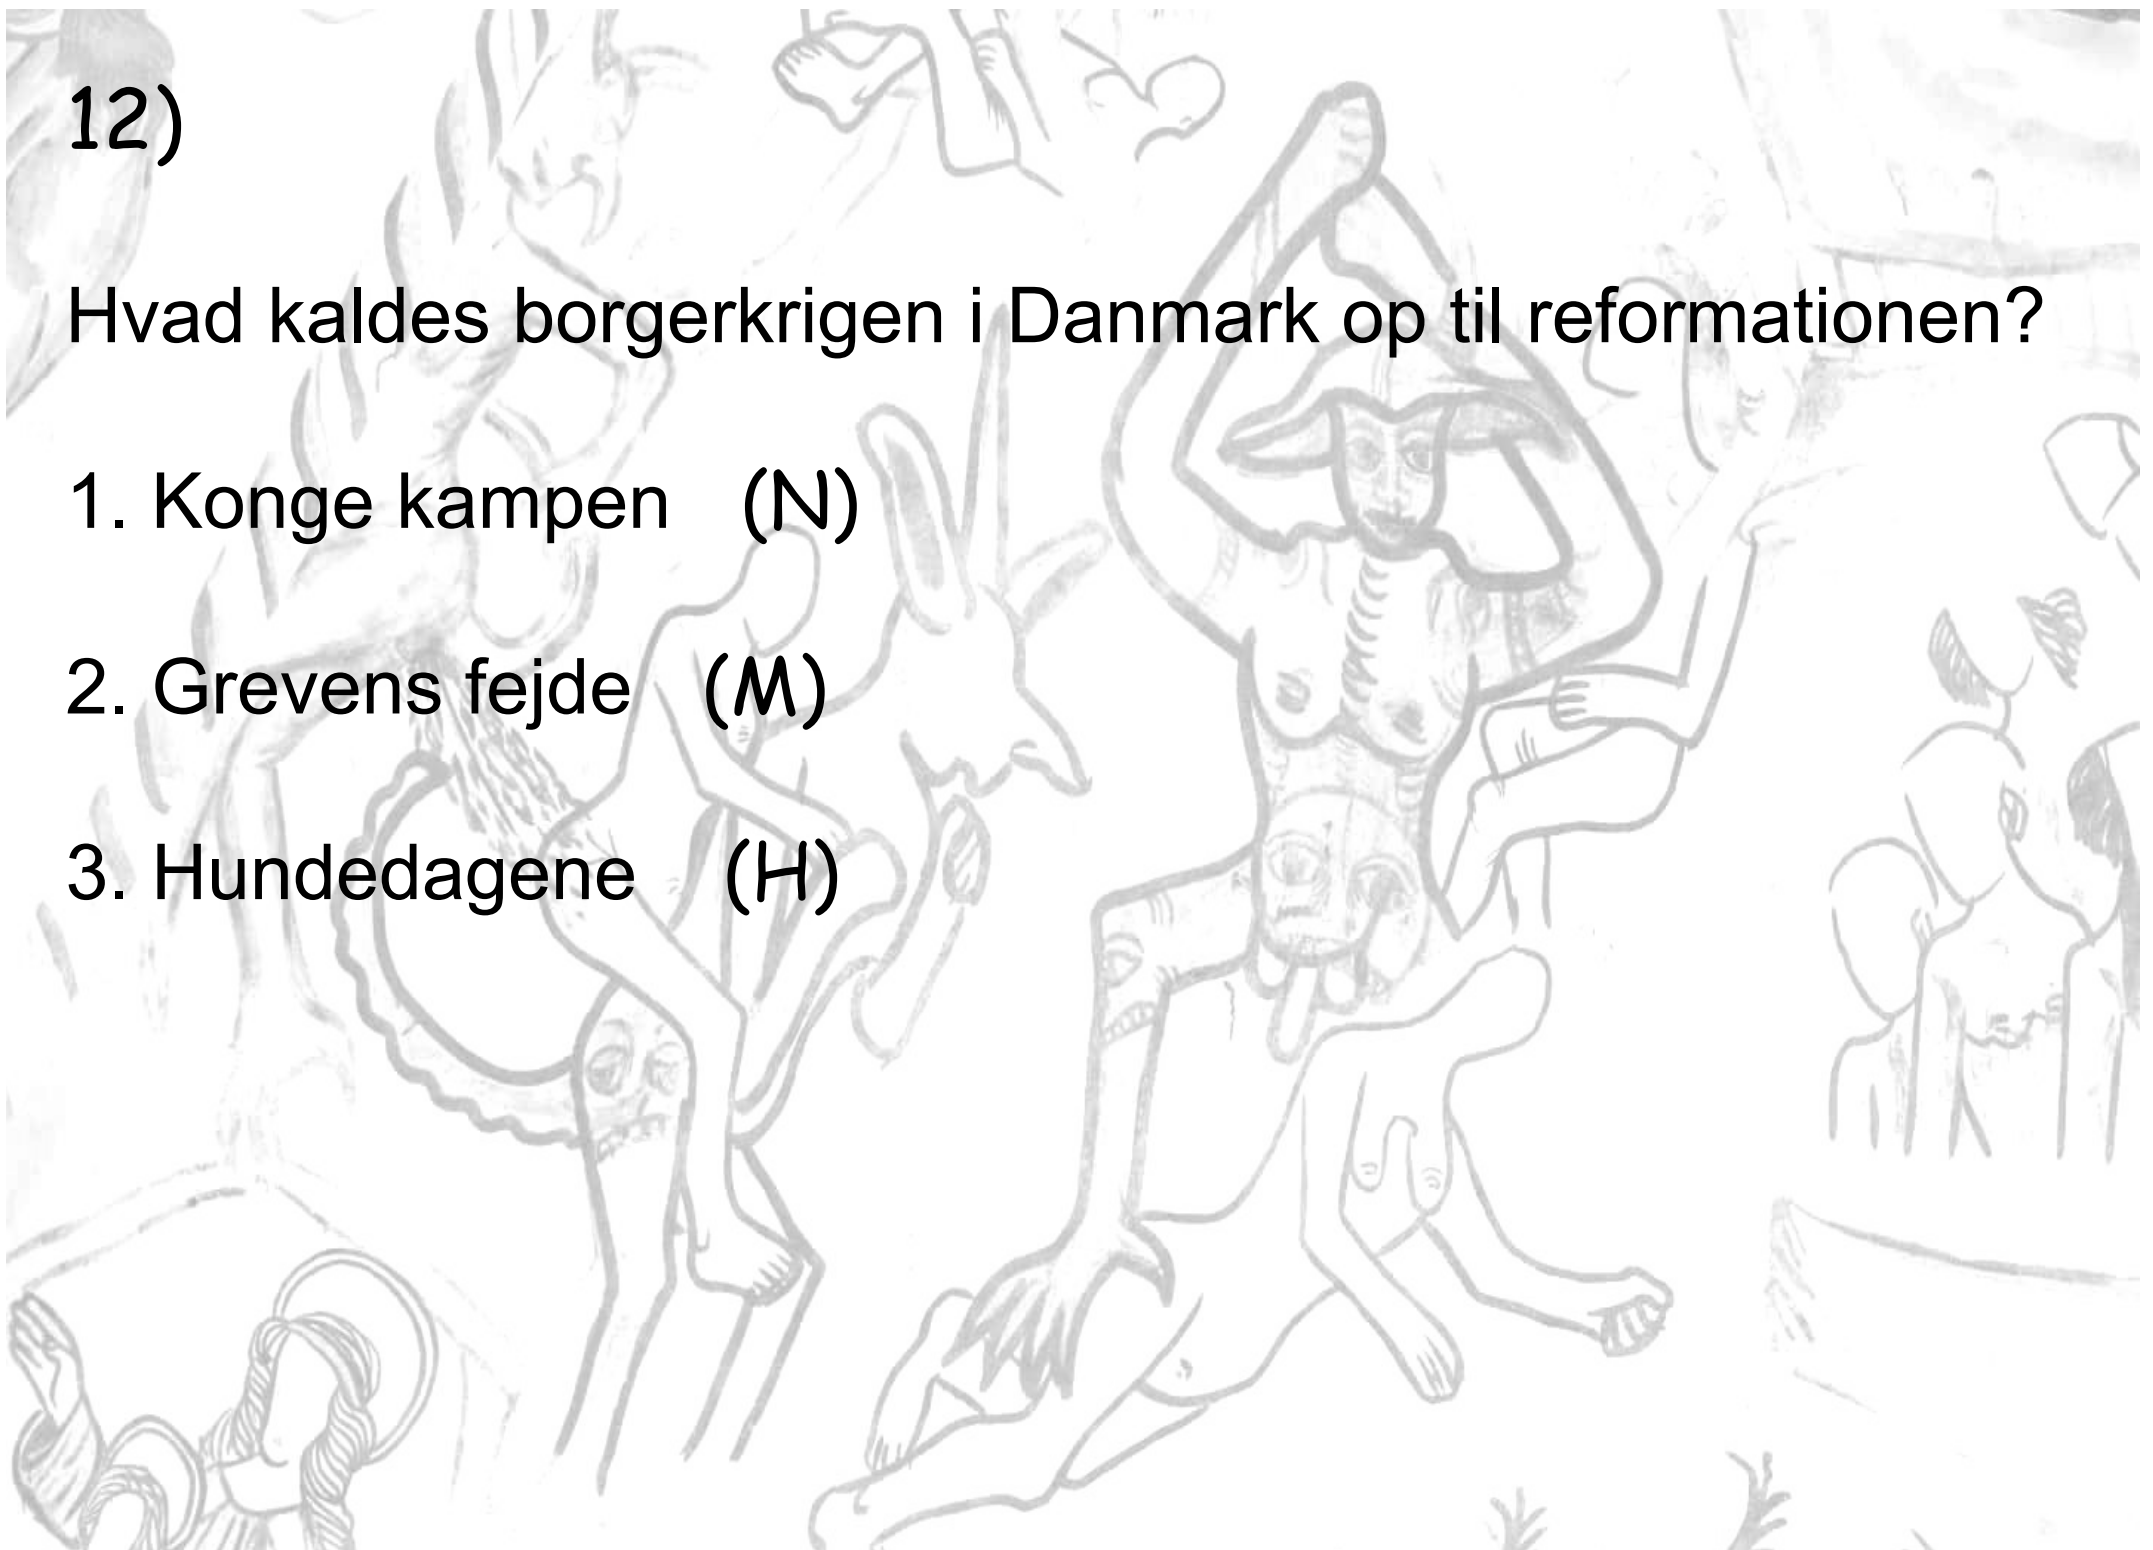 12)
Hvad kaldes borgerkrigen i Danmark op til reformationen?
1. Konge kampen (N)
2. Grevens fejde (M)
3. Hundedagene (H)